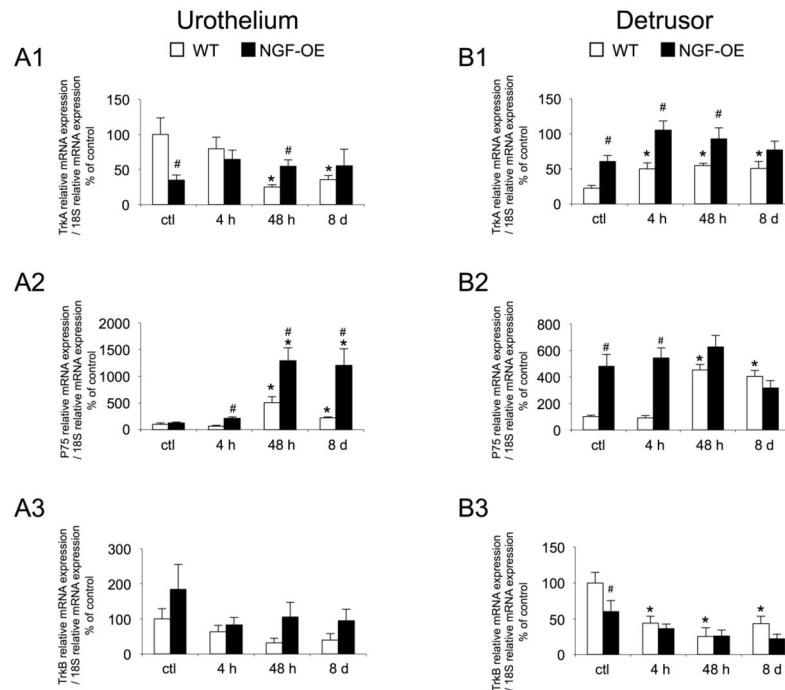 Urothelium
WT NGF-OE
A1
TrkA relative mRNA expression
/ 18S relative mRNA expression
% of control
150
100
50
0
#
#
*
*
ctl 4 h 48 h 8 d
A2
P75 relative mRNA expression
/ 18S relative mRNA expression
% of control
2000
1500
1000
500
0
#
*
#
*
#
*
*
ctl 4 h 48 h 8 d
A3
TrkB relative mRNA expression
/ 18S relative mRNA expression
% of control
300
200
100
0
ctl 4 h 48 h 8 d
Detrusor
WT NGF-OE
B1
TrkA relative mRNA expression
/ 18S relative mRNA expression
% of control
150
100
50
0
#
*
#
*
#
*
ctl 4 h 48 h 8 d
B2
P75 relative mRNA expression
/ 18S relative mRNA expression
% of control
800
600
400
200
0
# # * *
ctl 4 h 48 h 8 d
B3
TrkB relative mRNA expression
/ 18S relative mRNA expression
% of control
150
100
50
0
# * * *
ctl 4 h 48 h 8 d